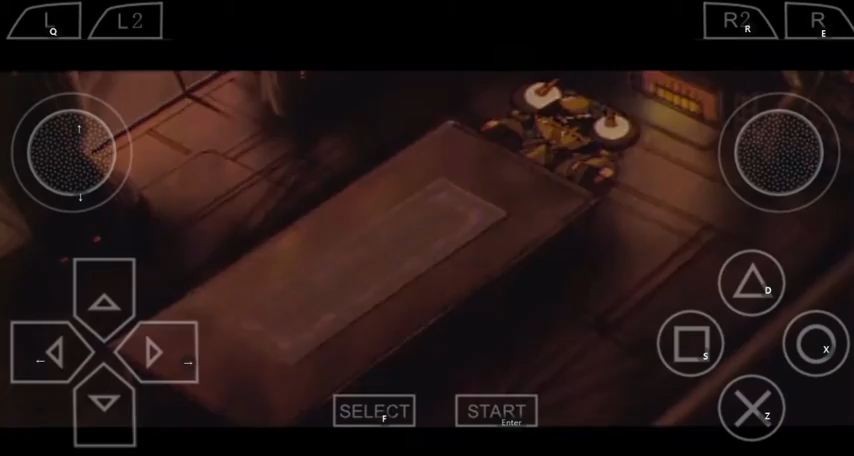 L Q
L2
R2 R
R E
↑
↓
D
S
X
Z
←
→
SELECT
F
START
Enter